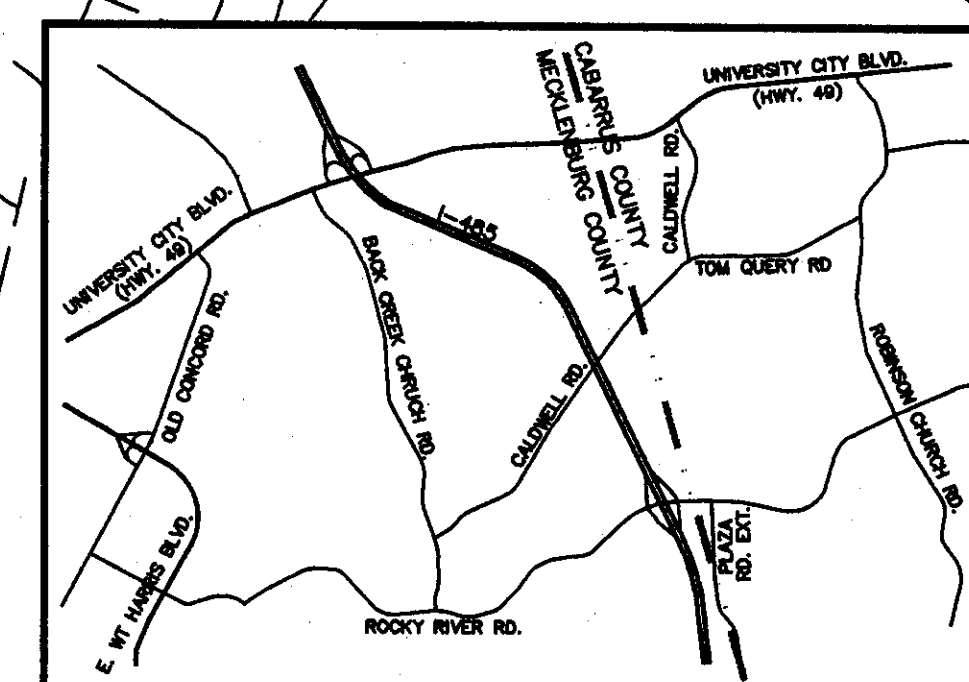 UNIVERSITY CITY BLVD.
(HWY. 49)
CABARRUS COUNTY
MECKLENBURG COUNTY
CALDWELL RD.
UNIVERSITY CITY BLVD.
(HWY. 49)
I-485
BACK CREEK CHRUCH RD.
TOM QUERY RD
OLD CONCORD RD.
CALDWELL RD.
ROBINSON CHURCH RD.
E. WT HARRIS BLVD.
PLAZA
RD. EXT.
ROCKY RIVER RD.